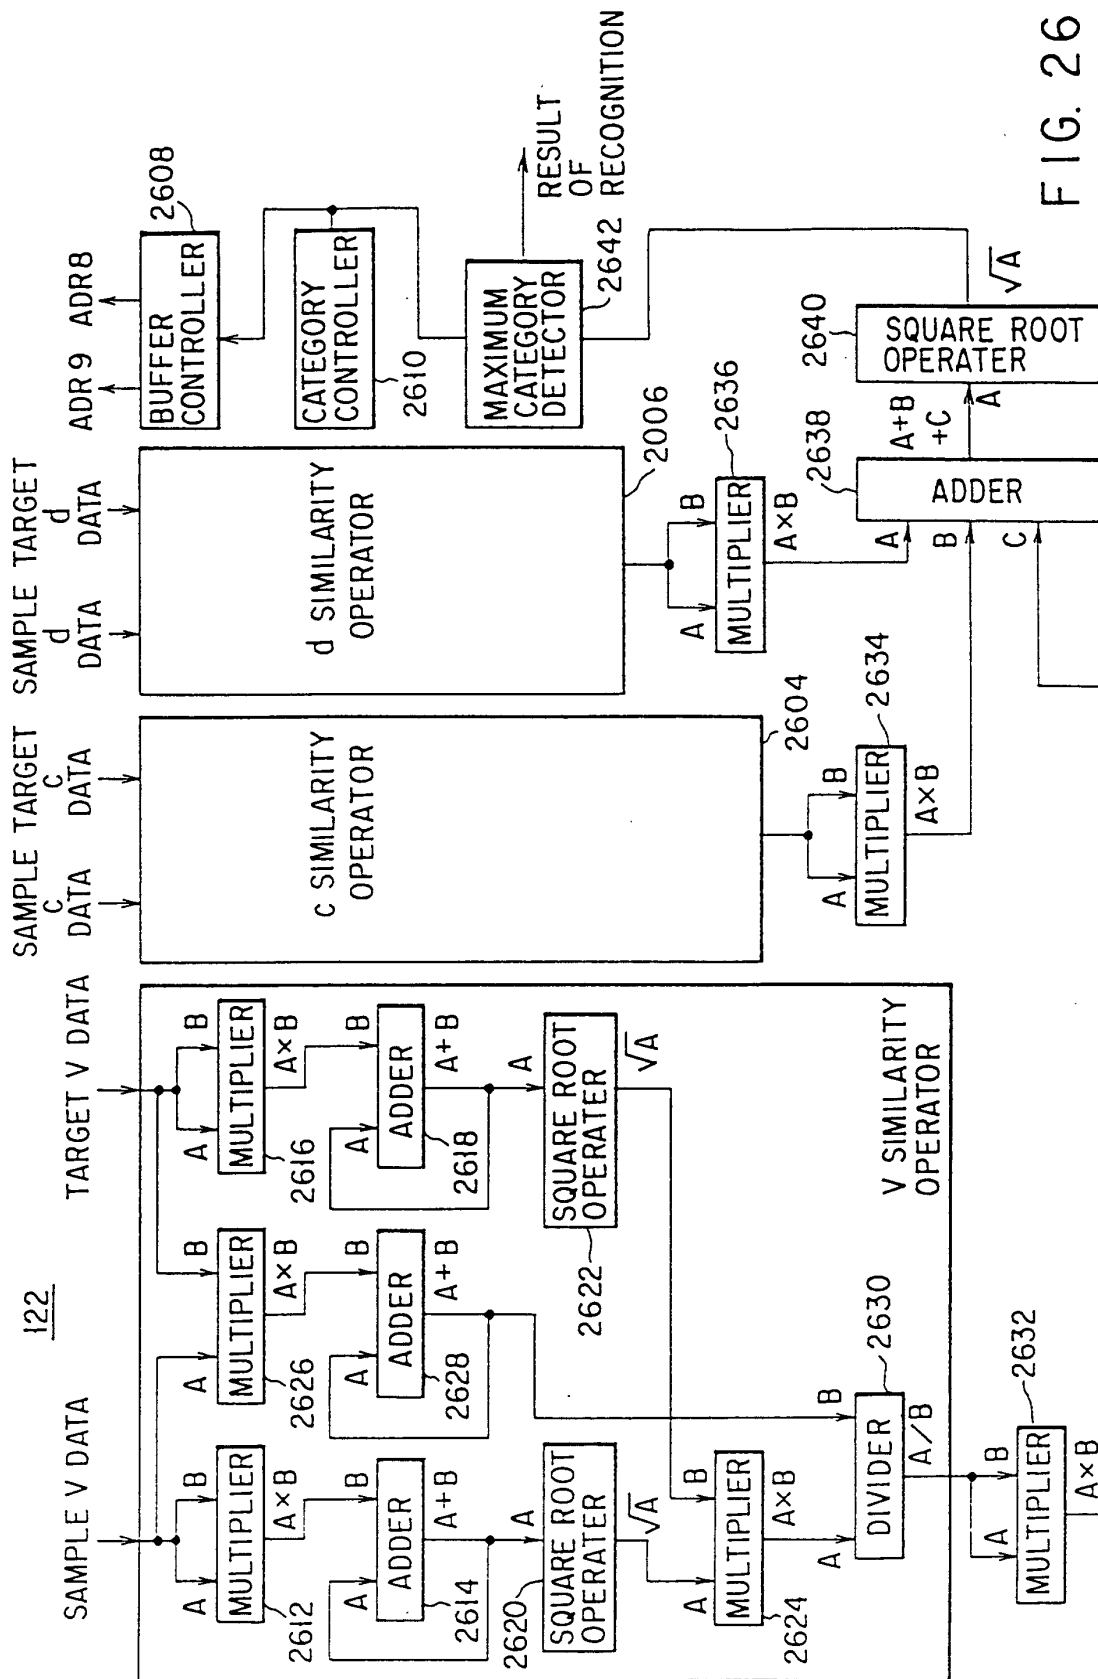 122
SAMPLE V DATA
TARGET V DATA
SAMPLE TARGET
c c
DATA DATA
SAMPLE TARGET
d d
DATA DATA
ADR9 ADR8
A B
MULTIPLIER
A×B
2612
A B
MULTIPLIER
A×B
2626
A B
MULTIPLIER
A×B
2616
A B
ADDER
A+B
2614
A B
ADDER
A+B
2628
A B
ADDER
A+B
2618
A
SQUARE ROOT
OPERATER
√A
2620
A
SQUARE ROOT
OPERATER
√A
2622
A B
MULTIPLIER
A×B
2624
A B
DIVIDER
A/B
2630
V SIMILARITY
OPERATOR
A B
MULTIPLIER
A×B
2632
c SIMILARITY
OPERATOR
2604
A B
MULTIPLIER
A×B
2634
d SIMILARITY
OPERATOR
2006
A B
MULTIPLIER
A×B
2636
BUFFER
CONTROLLER
2608
CATEGORY
CONTROLLER
2610
MAXIMUM
CATEGORY
DETECTOR
2642
RESULT
OF
RECOGNITION
A
B
C
ADDER
2638
A+B
+C
A
SQUARE ROOT
OPERATER
2640
√A
FIG. 26